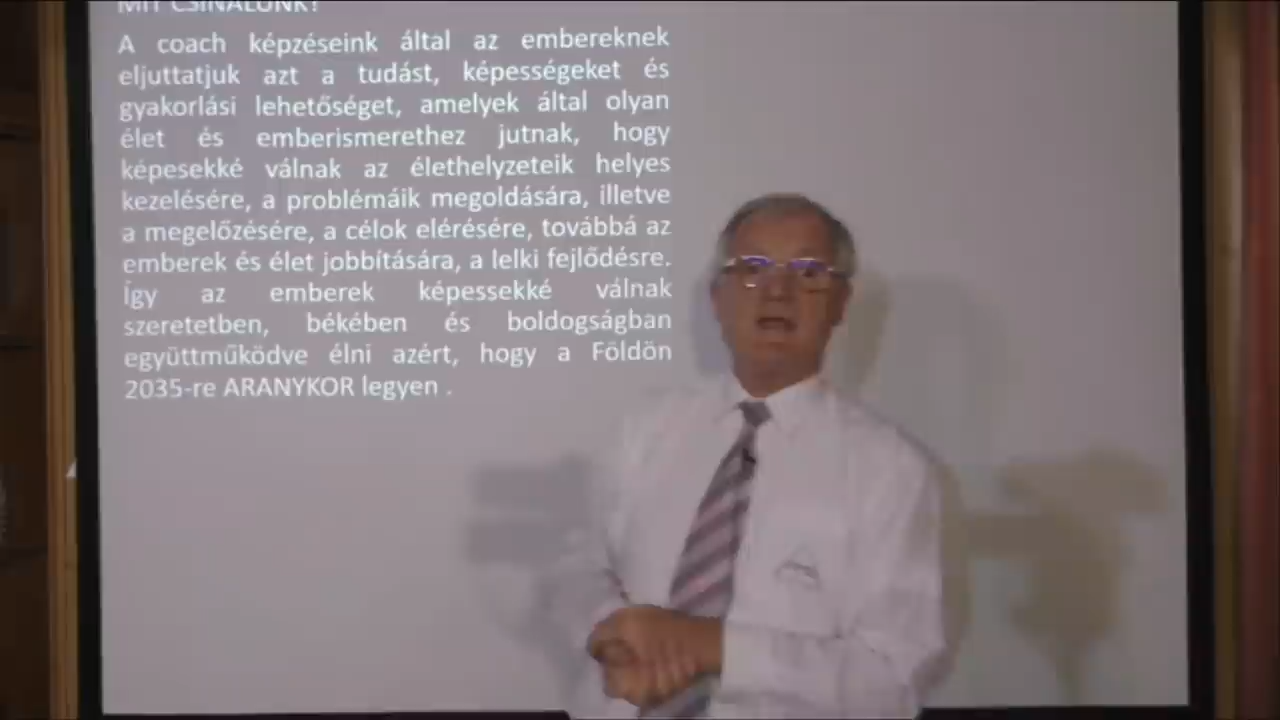 MIT CSINÁLUNK?
A coach képzéseink által az embereknek
eljuttatjuk azt a tudást, képességeket és
gyakorlási lehetőséget, amelyek által olyan
élet és emberismerethez jutnak, hogy
képesekké válnak az élethelyzeteik helyes
kezelésére, a problémáik megoldására, illetve
a megelőzésére, a célok elérésére, továbbá az
emberek és élet jobbítására, a lelki fejlődésre.
Így az emberek képessekké válnak
szeretetben, békében és boldogságban
együttműködve élni azért, hogy a Földön
2035-re ARANYKOR legyen .